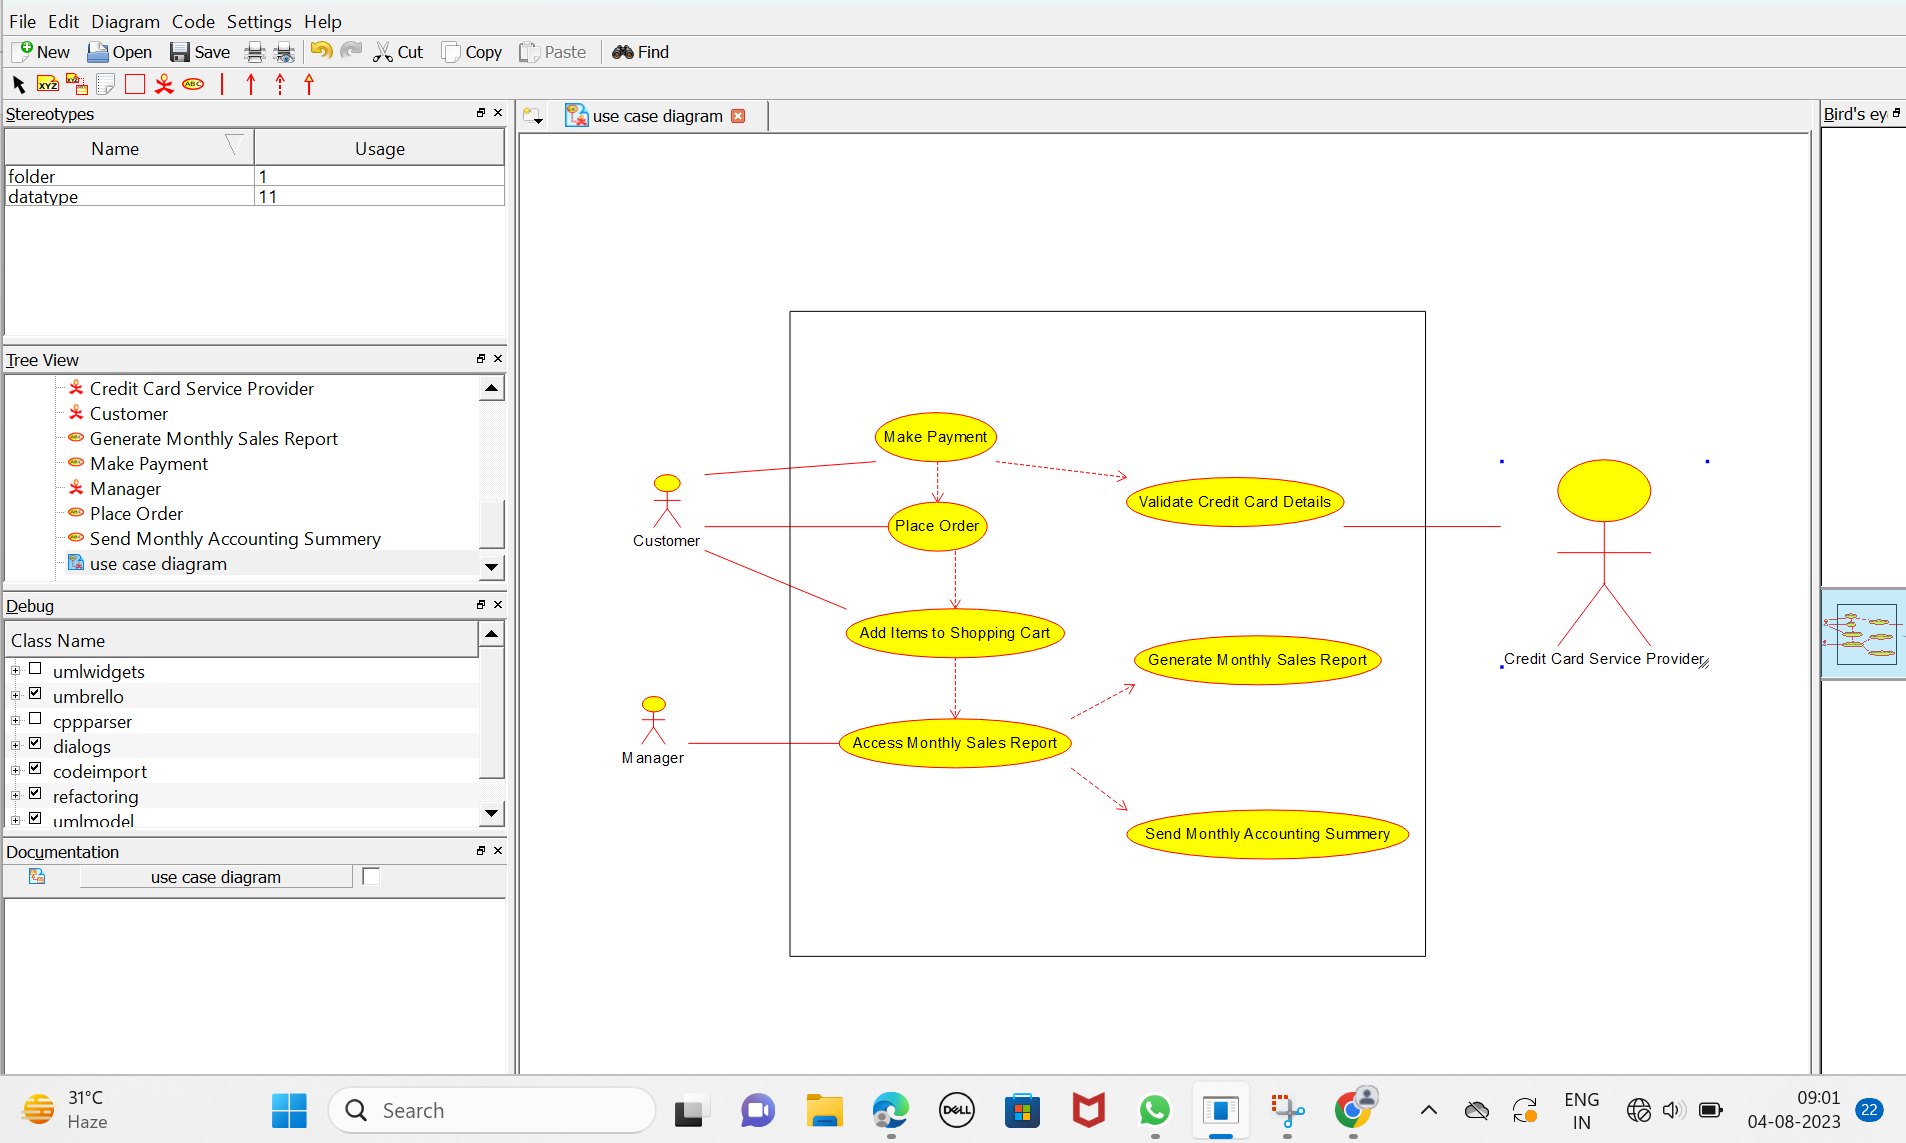 File Edit Diagram Code Settings Help
New Open Save Cut Copy Paste Find
XYZ XYZ ABC
Stereotypes
Name Usage
folder 1
datatype 11
Tree View
Credit Card Service Provider
Customer
Generate Monthly Sales Report
Make Payment
Manager
Place Order
Send Monthly Accounting Summery
use case diagram
Debug
Class Name
umlwidgets
umbrello
cppparser
dialogs
codeimport
refactoring
umlmodel
Documentation
use case diagram
use case diagram
Make Payment
Validate Credit Card Details
Place Order
Customer
Add Items to Shopping Cart
Generate Monthly Sales Report
Credit Card Service Provider
Access Monthly Sales Report
Manager
Send Monthly Accounting Summery
Bird's ey
31°C
Haze
Search
DELL
ENG
IN
09:01
04-08-2023
22